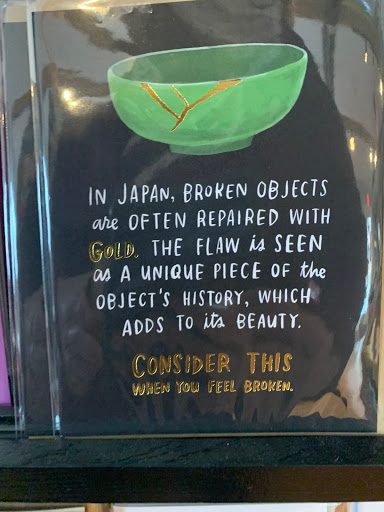 IN JAPAN, BROKEN OBJECTS
are OFTEN REPAIRED WITH
GOLD. THE FLAW is SEEN
as A UNIQUE PIECE OF the
OBJECT'S HISTORY, WHICH
ADDS TO its BEAUTY.
CONSIDER THIS
WHEN YOU FEEL BROKEN.